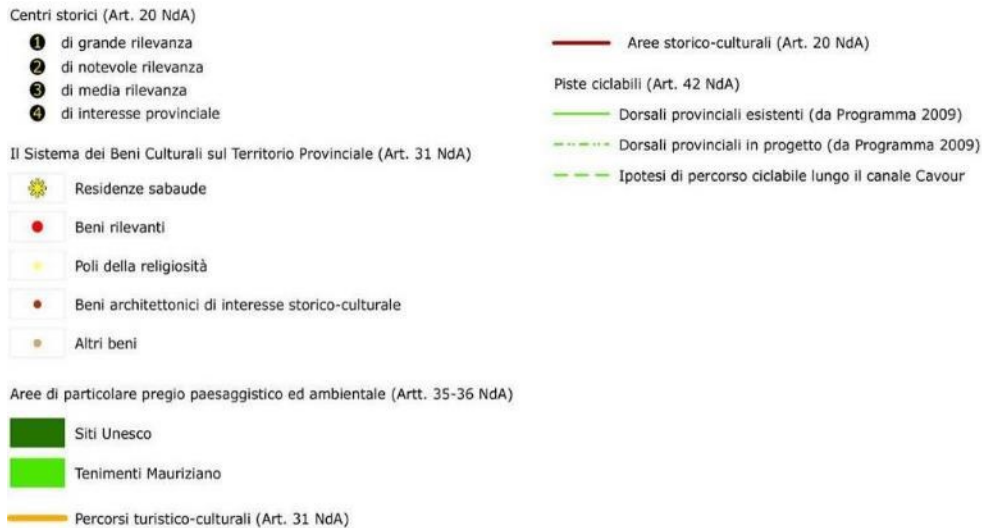 Centri storici (Art. 20 NdA)
1 di grande rilevanza
2 di notevole rilevanza
3 di media rilevanza
4 di interesse provinciale
Il Sistema dei Beni Culturali sul Territorio Provinciale (Art. 31 NdA)
Residenze sabaude
Beni rilevanti
Poli della religiosità
Beni architettonici di interesse storico-culturale
Altri beni
Aree di particolare pregio paesaggistico ed ambientale (Artt. 35-36 NdA)
Siti Unesco
Tenimenti Mauriziano
Percorsi turistico-culturali (Art. 31 NdA)
Aree storico-culturali (Art. 20 NdA)
Piste ciclabili (Art. 42 NdA)
Dorsali provinciali esistenti (da Programma 2009)
Dorsali provinciali in progetto (da Programma 2009)
Ipotesi di percorso ciclabile lungo il canale Cavour